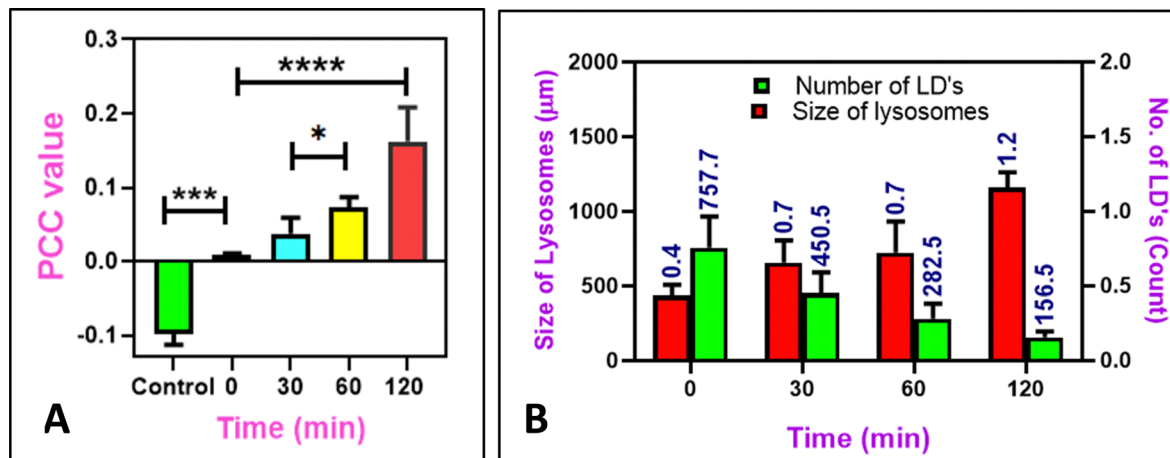 0.3
0.2
0.1
0.0
-0.1
PCC value
****
*
***
Control 0 30 60 120
Time (min)
A
2000
1500
1000
500
0
Size of Lysosomes (μm)
Number of LD's
Size of lysosomes
0.4 757.7 0.7 450.5 0.7 282.5 1.2 156.5
2.0
1.5
1.0
0.5
0.0
No. of LD's (Count)
0 30 60 120
Time (min)
B